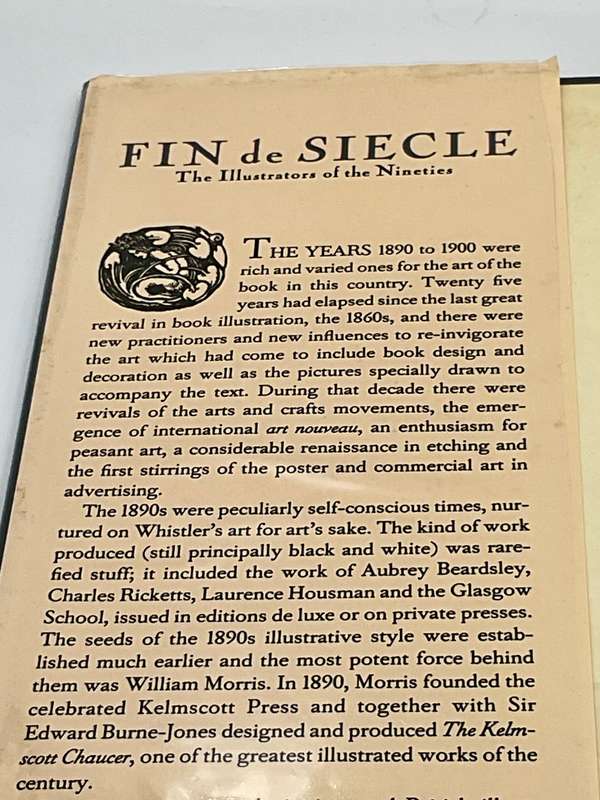 FIN de SIECLE
The Illustrators of the Nineties
THE YEARS 1890 to 1900 were
rich and varied ones for the art of the
book in this country. Twenty five
years had elapsed since the last great
revival in book illustration, the 1860s, and there were
new practitioners and new influences to re-invigorate
the art which had come to include book design and
decoration as well as the pictures specially drawn to
accompany the text. During that decade there were
revivals of the arts and crafts movements, the emer-
gence of international art nouveau, an enthusiasm for
peasant art, a considerable renaissance in etching and
the first stirrings of the poster and commercial art in
advertising.
The 1890s were peculiarly self-conscious times, nur-
tured on Whistler's art for art's sake. The kind of work
produced (still principally black and white) was rare-
fied stuff; it included the work of Aubrey Beardsley,
Charles Ricketts, Laurence Housman and the Glasgow
School, issued in editions de luxe or on private presses.
The seeds of the 1890s illustrative style were estab-
lished much earlier and the most potent force behind
them was William Morris. In 1890, Morris founded the
celebrated Kelmscott Press and together with Sir
Edward Burne-Jones designed and produced The Kelm-
scott Chaucer, one of the greatest illustrated works of the
century.